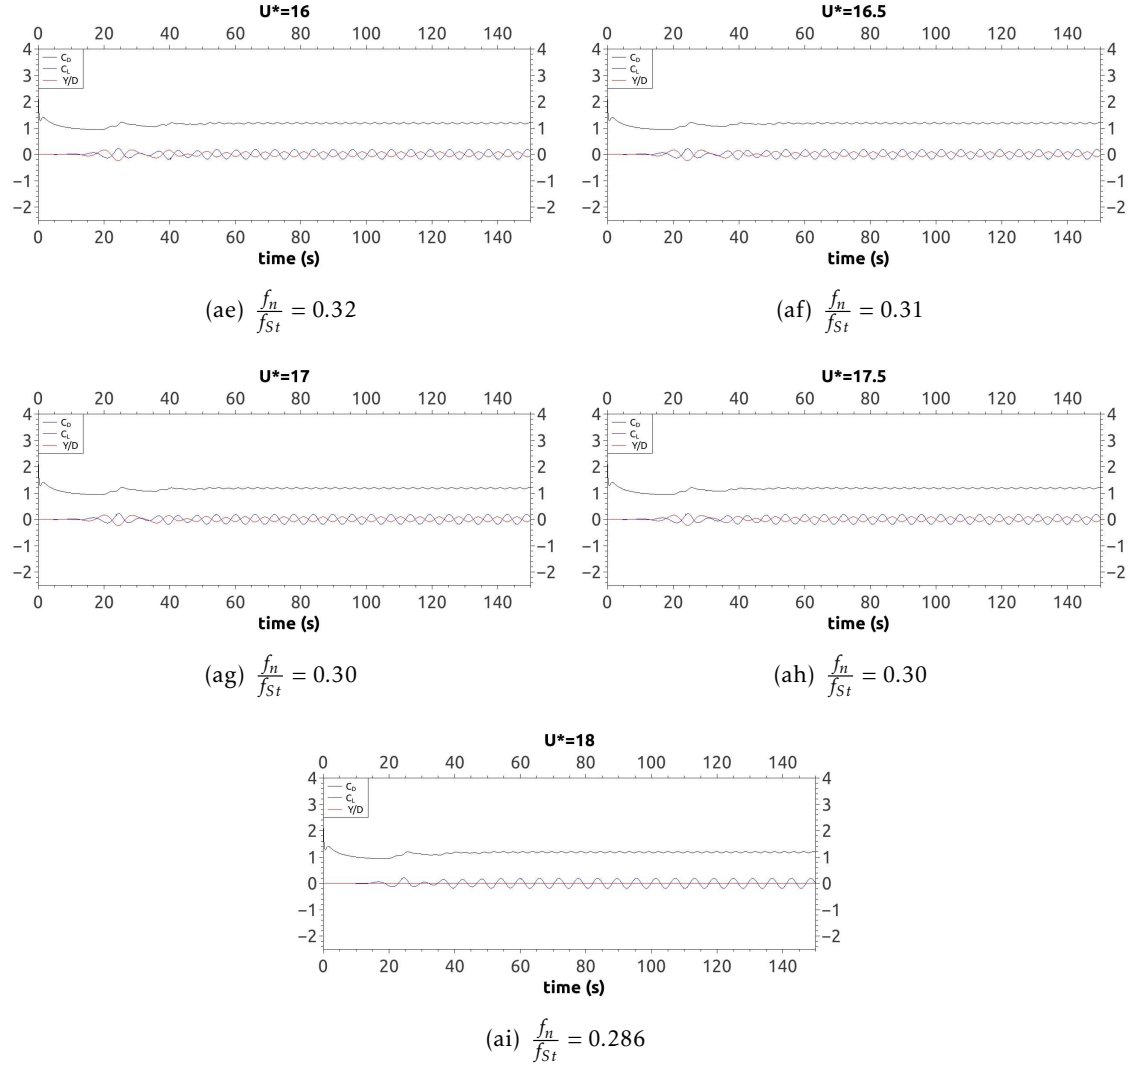 U*=16
0 20 40 60 80 100 120 140
4 4
C_D
3 3
C_L
Y/D
2 2
1 1
0 0
−1 −1
−2 −2
0 20 40 60 80 100 120 140
time (s)
(ae) f_n/f_St = 0.32
U*=16.5
0 20 40 60 80 100 120 140
4 4
C_D
3 3
C_L
Y/D
2 2
1 1
0 0
−1 −1
−2 −2
0 20 40 60 80 100 120 140
time (s)
(af) f_n/f_St = 0.31
U*=17
0 20 40 60 80 100 120 140
4 4
C_D
3 3
C_L
Y/D
2 2
1 1
0 0
−1 −1
−2 −2
0 20 40 60 80 100 120 140
time (s)
(ag) f_n/f_St = 0.30
U*=17.5
0 20 40 60 80 100 120 140
4 4
C_D
3 3
C_L
Y/D
2 2
1 1
0 0
−1 −1
−2 −2
0 20 40 60 80 100 120 140
time (s)
(ah) f_n/f_St = 0.30
U*=18
0 20 40 60 80 100 120 140
4 4
C_D
3 3
C_L
Y/D
2 2
1 1
0 0
−1 −1
−2 −2
0 20 40 60 80 100 120 140
time (s)
(ai) f_n/f_St = 0.286